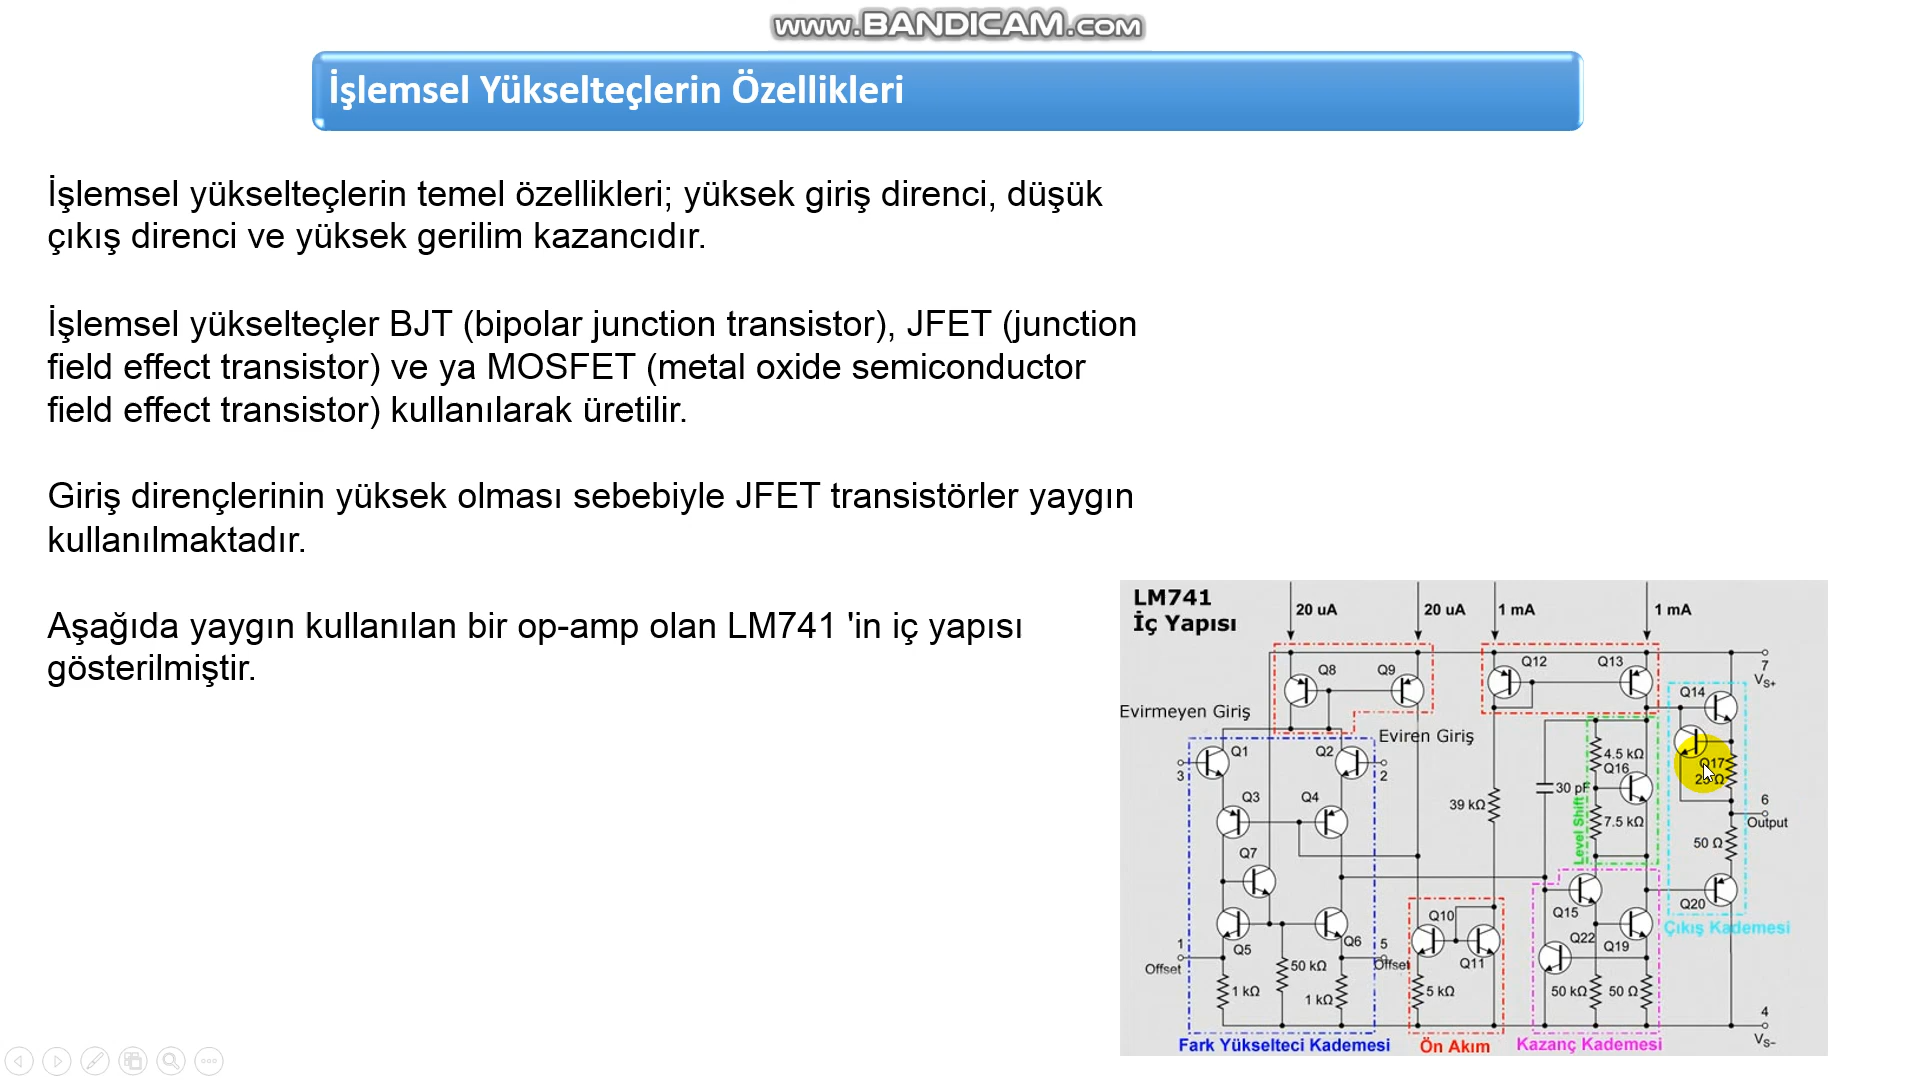 www.BANDICAM.com
İşlemsel Yükselteçlerin Özellikleri
İşlemsel yükselteçlerin temel özellikleri; yüksek giriş direnci, düşük
çıkış direnci ve yüksek gerilim kazancıdır.
İşlemsel yükselteçler BJT (bipolar junction transistor), JFET (junction
field effect transistor) ve ya MOSFET (metal oxide semiconductor
field effect transistor) kullanılarak üretilir.
Giriş dirençlerinin yüksek olması sebebiyle JFET transistörler yaygın
kullanılmaktadır.
Aşağıda yaygın kullanılan bir op-amp olan LM741 'in iç yapısı
gösterilmiştir.
LM741
İç Yapısı
20 uA
20 uA
1 mA
1 mA
Q8
Q9
Q12
Q13
7
VS+
Q14
Evirmeyen Giriş
Eviren Giriş
Q1
Q2
3
2
4.5 kΩ
Q16
Q17
Q3
Q4
39 kΩ
30 pF
7.5 kΩ
Level Shift
6
Output
50 Ω
Q7
Q15
Q20
Çıkış Kademesi
Q10
Q11
Q22
Q19
1
Offset
Q5
Q6
5
Offset
50 kΩ
1 kΩ
1 kΩ
5 kΩ
50 kΩ
50 Ω
4
VS−
Fark Yükselteci Kademesi
Ön Akım
Kazanç Kademesi